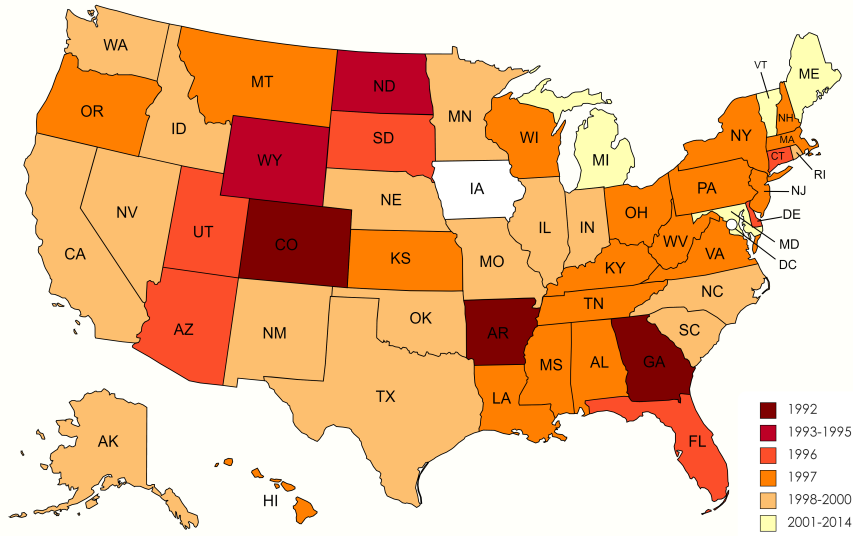 WA
MT
ND
MN
OR
ID
WY
SD
WI
MI
VT
ME
NH
NY
MA
CT
RI
NV
UT
CO
NE
IA
IL
IN
OH
PA
NJ
DE
MD
DC
CA
KS
MO
KY
WV
VA
AZ
NM
OK
AR
TN
NC
SC
TX
LA
MS
AL
GA
FL
AK
HI
1992
1993-1995
1996
1997
1998-2000
2001-2014